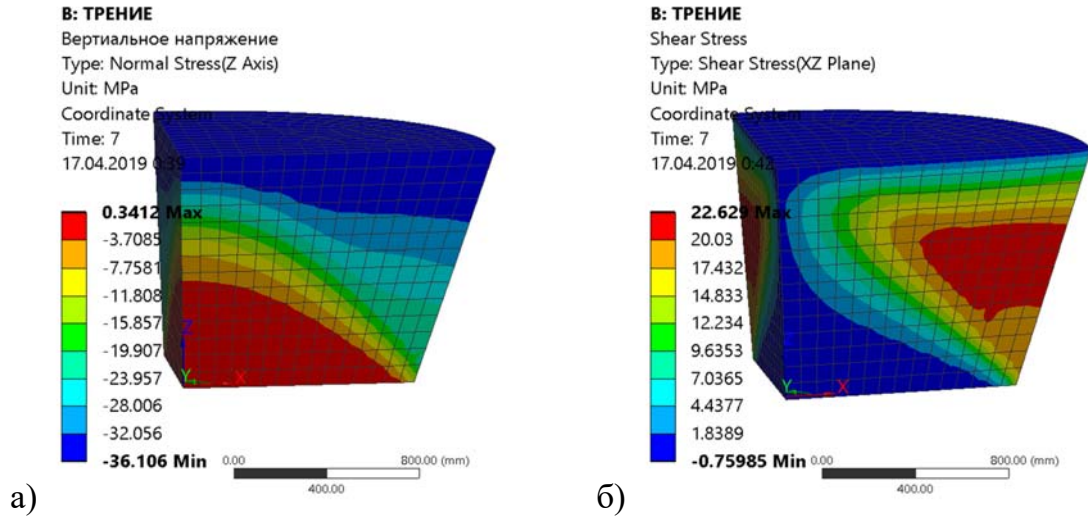 В: ТРЕНИЕ
Вертиальное напряжение
Type: Normal Stress(Z Axis)
Unit: MPa
Coordinate System
Time: 7
17.04.2019 0:39
0.3412 Max
-3.7085
-7.7581
-11.808
-15.857
-19.907
-23.957
-28.006
-32.056
-36.106 Min
Z
Y
X
0.00
800.00 (mm)
400.00
а)
В: ТРЕНИЕ
Shear Stress
Type: Shear Stress(XZ Plane)
Unit: MPa
Coordinate System
Time: 7
17.04.2019 0:42
22.629 Max
20.03
17.432
14.833
12.234
9.6353
7.0365
4.4377
1.8389
-0.75985 Min
Y
X
0.00
800.00 (mm)
400.00
б)